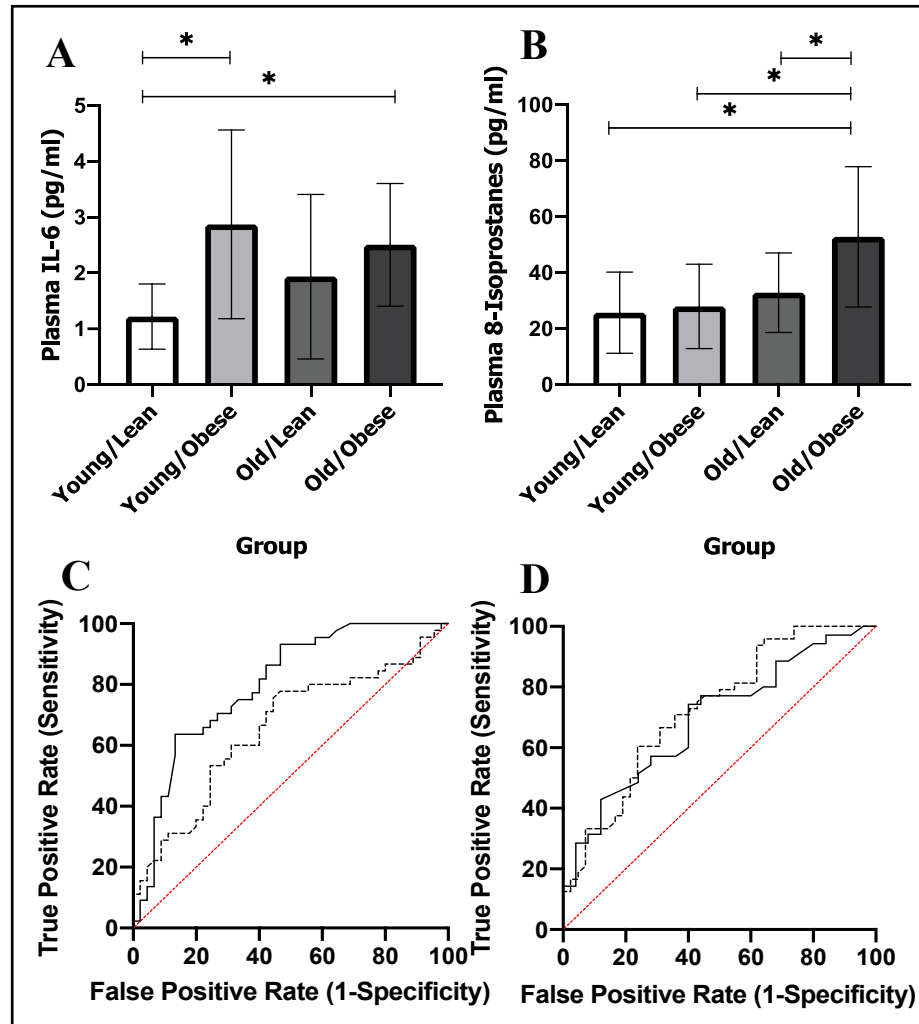 A
*
*
Plasma IL-6 (pg/ml)
5
4
3
2
1
0
Young/Lean
Young/Obese
Old/Lean
Old/Obese
Group
B
*
*
*
Plasma 8-Isoprostanes (pg/ml)
100
80
60
40
20
0
Young/Lean
Young/Obese
Old/Lean
Old/Obese
Group
C
True Positive Rate (Sensitivity)
100
80
60
40
20
0
0 20 40 60 80 100
False Positive Rate (1-Specificity)
D
True Positive Rate (Sensitivity)
100
80
60
40
20
0
0 20 40 60 80 100
False Positive Rate (1-Specificity)